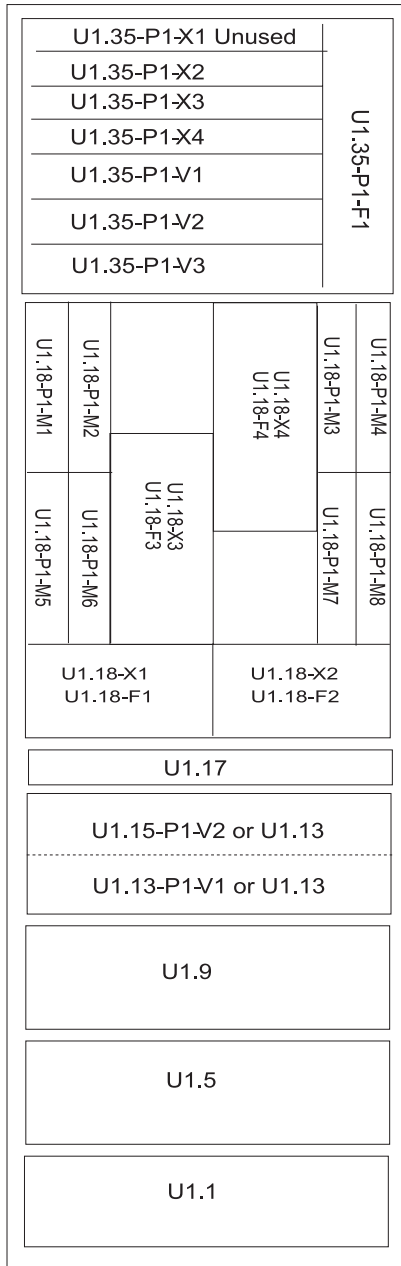 U1.35-P1-X1 Unused
U1.35-P1-X2
U1.35-P1-X3
U1.35-P1-X4
U1.35-P1-V1
U1.35-P1-V2
U1.35-P1-V3
U1.35-P1-F1
U1.18-P1-M1
U1.18-P1-M2
U1.18-X4
U1.18-F4
U1.18-P1-M3
U1.18-P1-M4
U1.18-P1-M5
U1.18-P1-M6
U1.18-X3
U1.18-F3
U1.18-P1-M7
U1.18-P1-M8
U1.18-X1
U1.18-F1
U1.18-X2
U1.18-F2
U1.17
U1.15-P1-V2 or U1.13
U1.13-P1-V1 or U1.13
U1.9
U1.5
U1.1